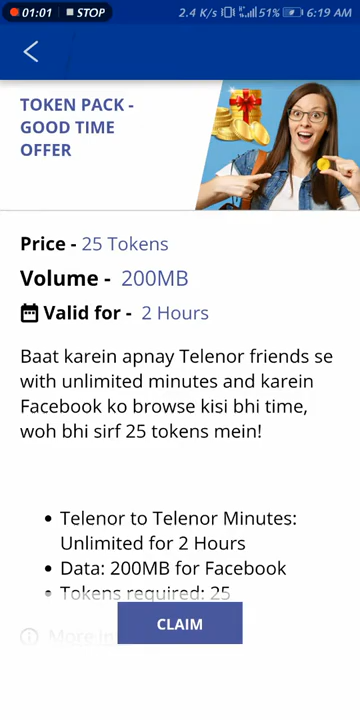 01:01 STOP 2.4 K/s 51% 6:19 AM
TOKEN PACK -
GOOD TIME
OFFER
Price - 25 Tokens
Volume - 200MB
Valid for - 2 Hours
Baat karein apnay Telenor friends se
with unlimited minutes and karein
Facebook ko browse kisi bhi time,
woh bhi sirf 25 tokens mein!
• Telenor to Telenor Minutes:
Unlimited for 2 Hours
• Data: 200MB for Facebook
• Tokens required: 25
More in
CLAIM